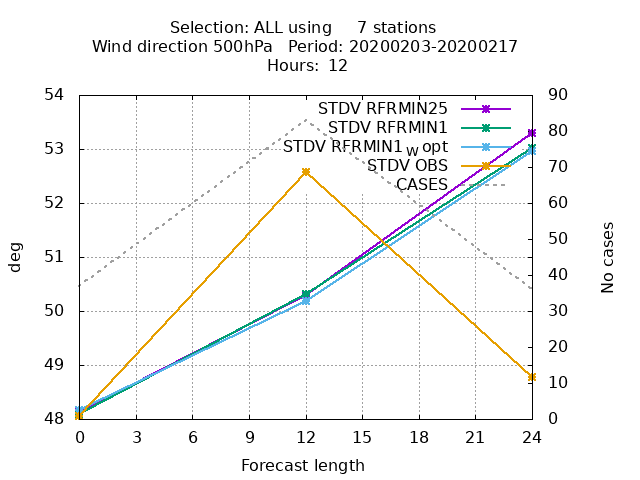 Selection: ALL using     7 stations
Wind direction 500hPa   Period: 20200203-20200217
Hours:  12
54 90
STDV RFRMIN25
80
STDV RFRMIN1
53
STDV RFRMIN1 W opt
70
STDV OBS
CASES
52 60
51 50
deg
No cases
40
50 30
20
49
10
48 0
0 3 6 9 12 15 18 21 24
Forecast length